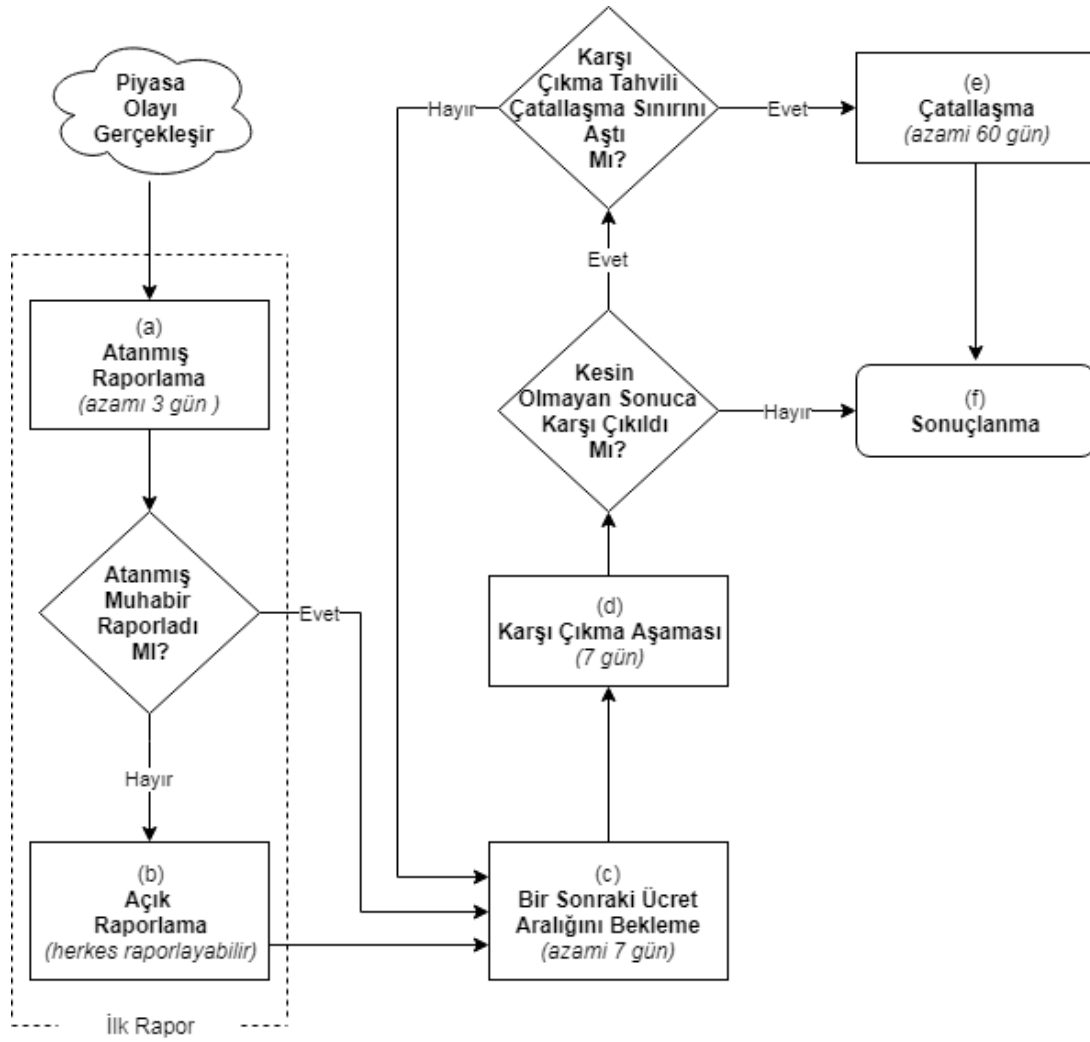 Piyasa
Olayı
Gerçekleşir
(a)
Atanmış
Raporlama
(azamı 3 gün )
Atanmış
Muhabir
Raporladı
MI?
Evet
Hayır
(b)
Açık
Raporlama
(herkes raporlayabilir)
İlk Rapor
(c)
Bir Sonraki Ücret
Aralığını Bekleme
(azami 7 gün)
(d)
Karşı Çıkma Aşaması
(7 gün)
Kesin
Olmayan Sonuca
Karşı Çıkıldı
Mı?
Evet
Hayır
Karşı
Çıkma Tahvili
Çatallaşma Sınırını
Aştı
Mı?
Hayır
Evet
(e)
Çatallaşma
(azami 60 gün)
(f)
Sonuçlanma